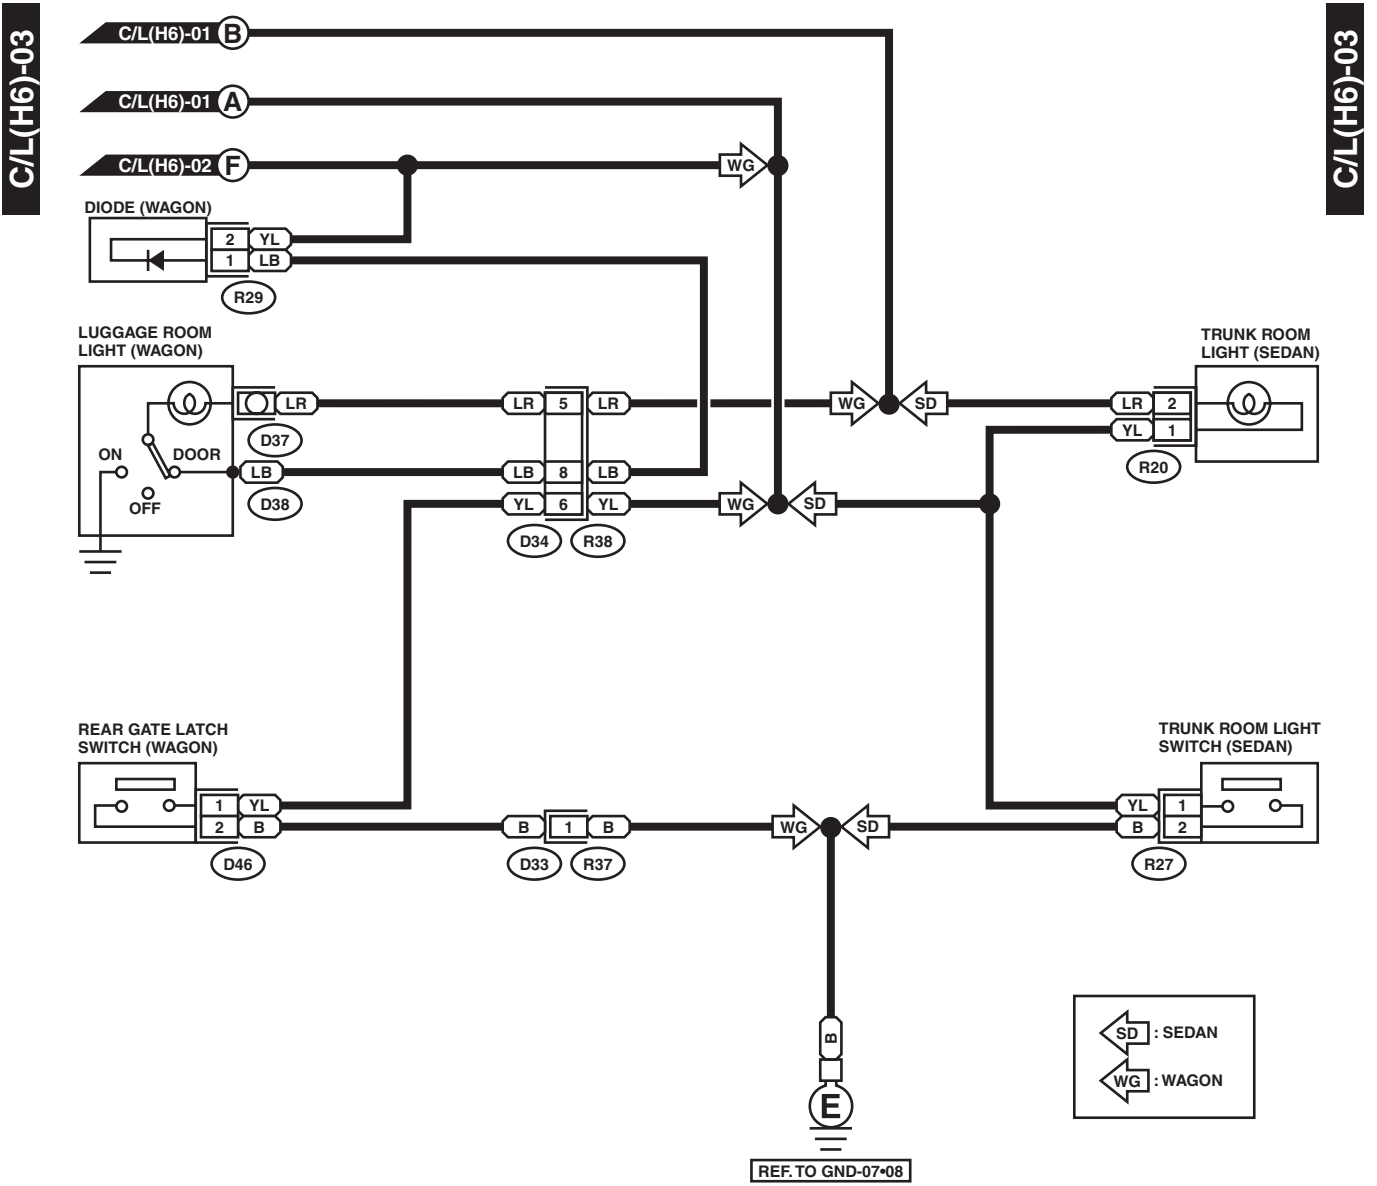 C/L(H6)-03
C/L(H6)-03
C/L(H6)-01 B
C/L(H6)-01 A
C/L(H6)-02 F
WG
DIODE (WAGON)
2 YL
1 LB
R29
LUGGAGE ROOM
LIGHT (WAGON)
TRUNK ROOM
LIGHT (SEDAN)
LR LR 5 LR WG SD LR 2
YL 1
D37
R20
ON DOOR
OFF
LB LB 8 LB
D38
YL 6 YL WG SD
D34 R38
REAR GATE LATCH
SWITCH (WAGON)
TRUNK ROOM LIGHT
SWITCH (SEDAN)
1 YL
YL 1
2 B B 1 B WG SD B 2
D46 D33 R37 R27
B
E
REF. TO GND-07•08
SD : SEDAN
WG : WAGON